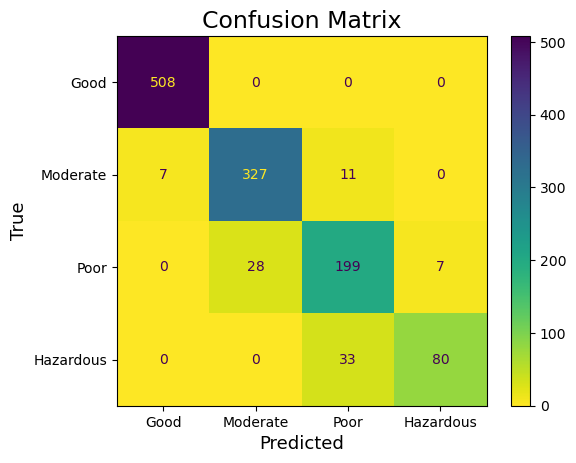 Confusion Matrix
True
Good 508 0 0 0
Moderate 7 327 11 0
Poor 0 28 199 7
Hazardous 0 0 33 80
Good Moderate Poor Hazardous
Predicted
500
400
300
200
100
0